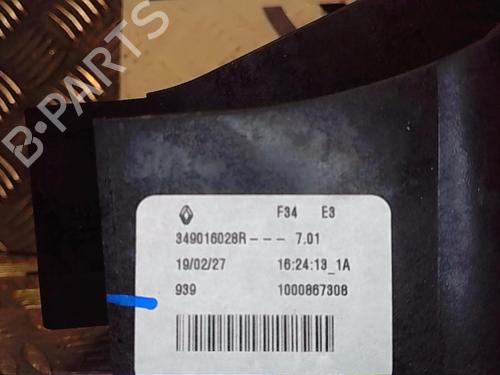 B-PARTS
F34 E3
349016028R--- 7.01
19/02/27 16:24:13_1A
939 1000867308